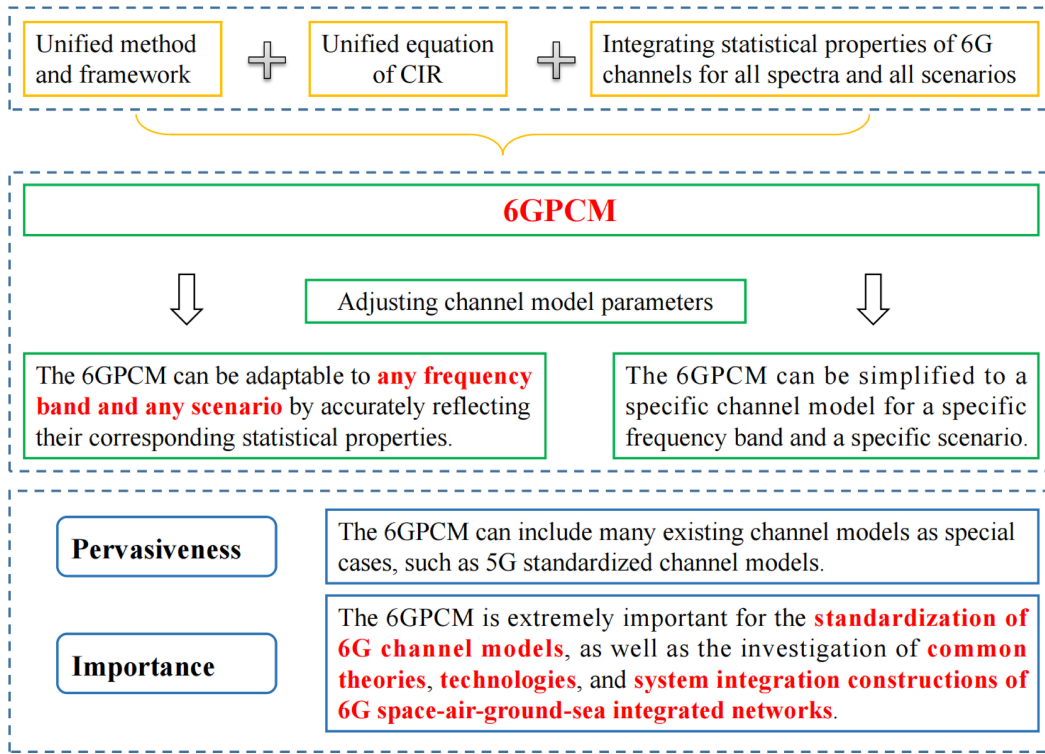 Unified method
and framework
Unified equation
of CIR
Integrating statistical properties of 6G
channels for all spectra and all scenarios
6GPCM
Adjusting channel model parameters
The 6GPCM can be adaptable to any frequency
band and any scenario by accurately reflecting
their corresponding statistical properties.
The 6GPCM can be simplified to a
specific channel model for a specific
frequency band and a specific scenario.
Pervasiveness
The 6GPCM can include many existing channel models as special
cases, such as 5G standardized channel models.
Importance
The 6GPCM is extremely important for the standardization of
6G channel models, as well as the investigation of common
theories, technologies, and system integration constructions of
6G space-air-ground-sea integrated networks.